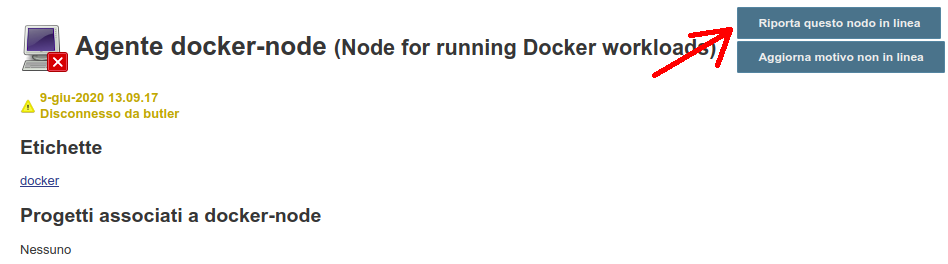 Riporta questo nodo in linea
Agente docker-node (Node for running Docker workloads)
Aggiorna motivo non in linea
9-giu-2020 13.09.17
Disconnesso da butler
Etichette
docker
Progetti associati a docker-node
Nessuno